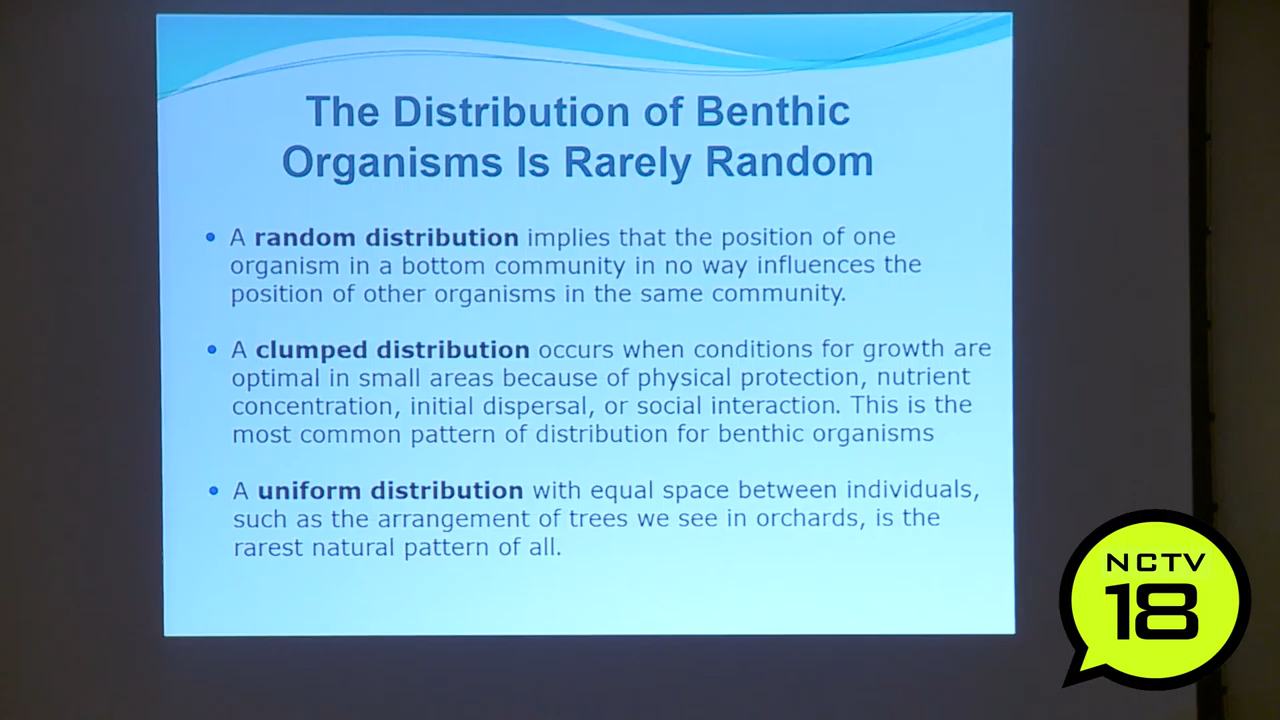 The Distribution of Benthic
Organisms Is Rarely Random
A random distribution implies that the position of one
organism in a bottom community in no way influences the
position of other organisms in the same community.
A clumped distribution occurs when conditions for growth are
optimal in small areas because of physical protection, nutrient
concentration, initial dispersal, or social interaction. This is the
most common pattern of distribution for benthic organisms
A uniform distribution with equal space between individuals,
such as the arrangement of trees we see in orchards, is the
rarest natural pattern of all.
NCTV
18